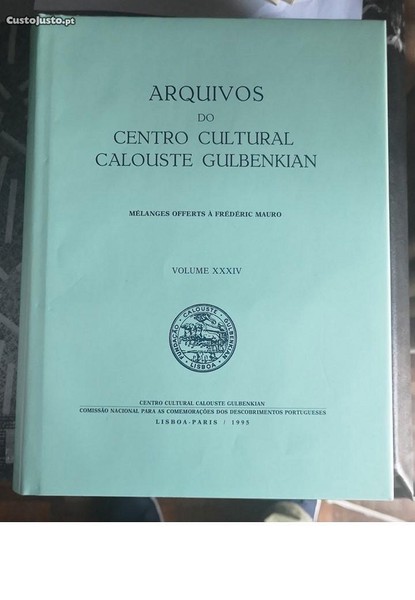 CustoJusto.pt
ARQUIVOS
DO
CENTRO CULTURAL
CALOUSTE GULBENKIAN
MÉLANGES OFFERTS À FRÉDÉRIC MAURO
VOLUME XXXIV
FUNDAÇÃO CALOUSTE GULBENKIAN
LISBOA
CENTRO CULTURAL CALOUSTE GULBENKIAN
COMISSÃO NACIONAL PARA AS COMEMORAÇÕES DOS DESCOBRIMENTOS PORTUGUESES
LISBOA-PARIS / 1995